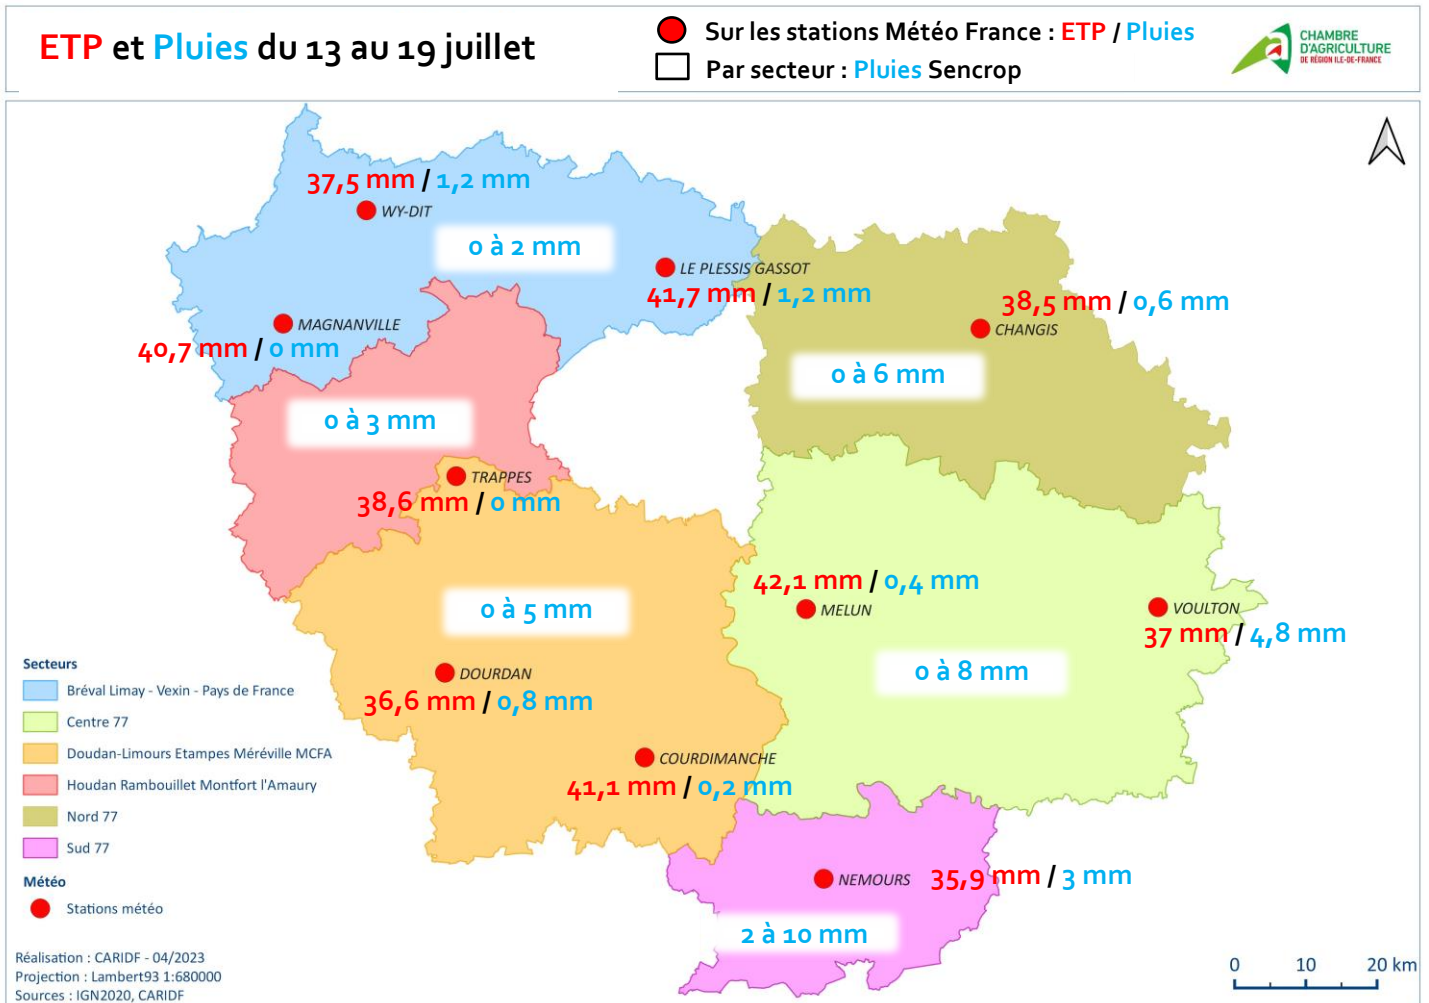 ETP et Pluies du 13 au 19 juillet
Sur les stations Météo France : ETP / Pluies
Par secteur : Pluies Sencrop
CHAMBRE
D'AGRICULTURE
DE RÉGION ILE-DE-FRANCE
37,5 mm / 1,2 mm
WY-DIT
0 à 2 mm
LE PLESSIS GASSOT
41,7 mm / 1,2 mm
38,5 mm / 0,6 mm
CHANGIS
MAGNANVILLE
40,7 mm / 0 mm
0 à 6 mm
0 à 3 mm
TRAPPES
38,6 mm / 0 mm
42,1 mm / 0,4 mm
MELUN
VOULTON
37 mm / 4,8 mm
0 à 5 mm
0 à 8 mm
DOURDAN
36,6 mm / 0,8 mm
COURDIMANCHE
41,1 mm / 0,2 mm
NEMOURS
35,9 mm / 3 mm
2 à 10 mm
Secteurs
Bréval Limay - Vexin - Pays de France
Centre 77
Doudan-Limours Etampes Méréville MCFA
Houdan Rambouillet Montfort l'Amaury
Nord 77
Sud 77
Météo
Stations météo
Réalisation : CARIDF - 04/2023
Projection : Lambert93 1:680000
Sources : IGN2020, CARIDF
0 10 20 km